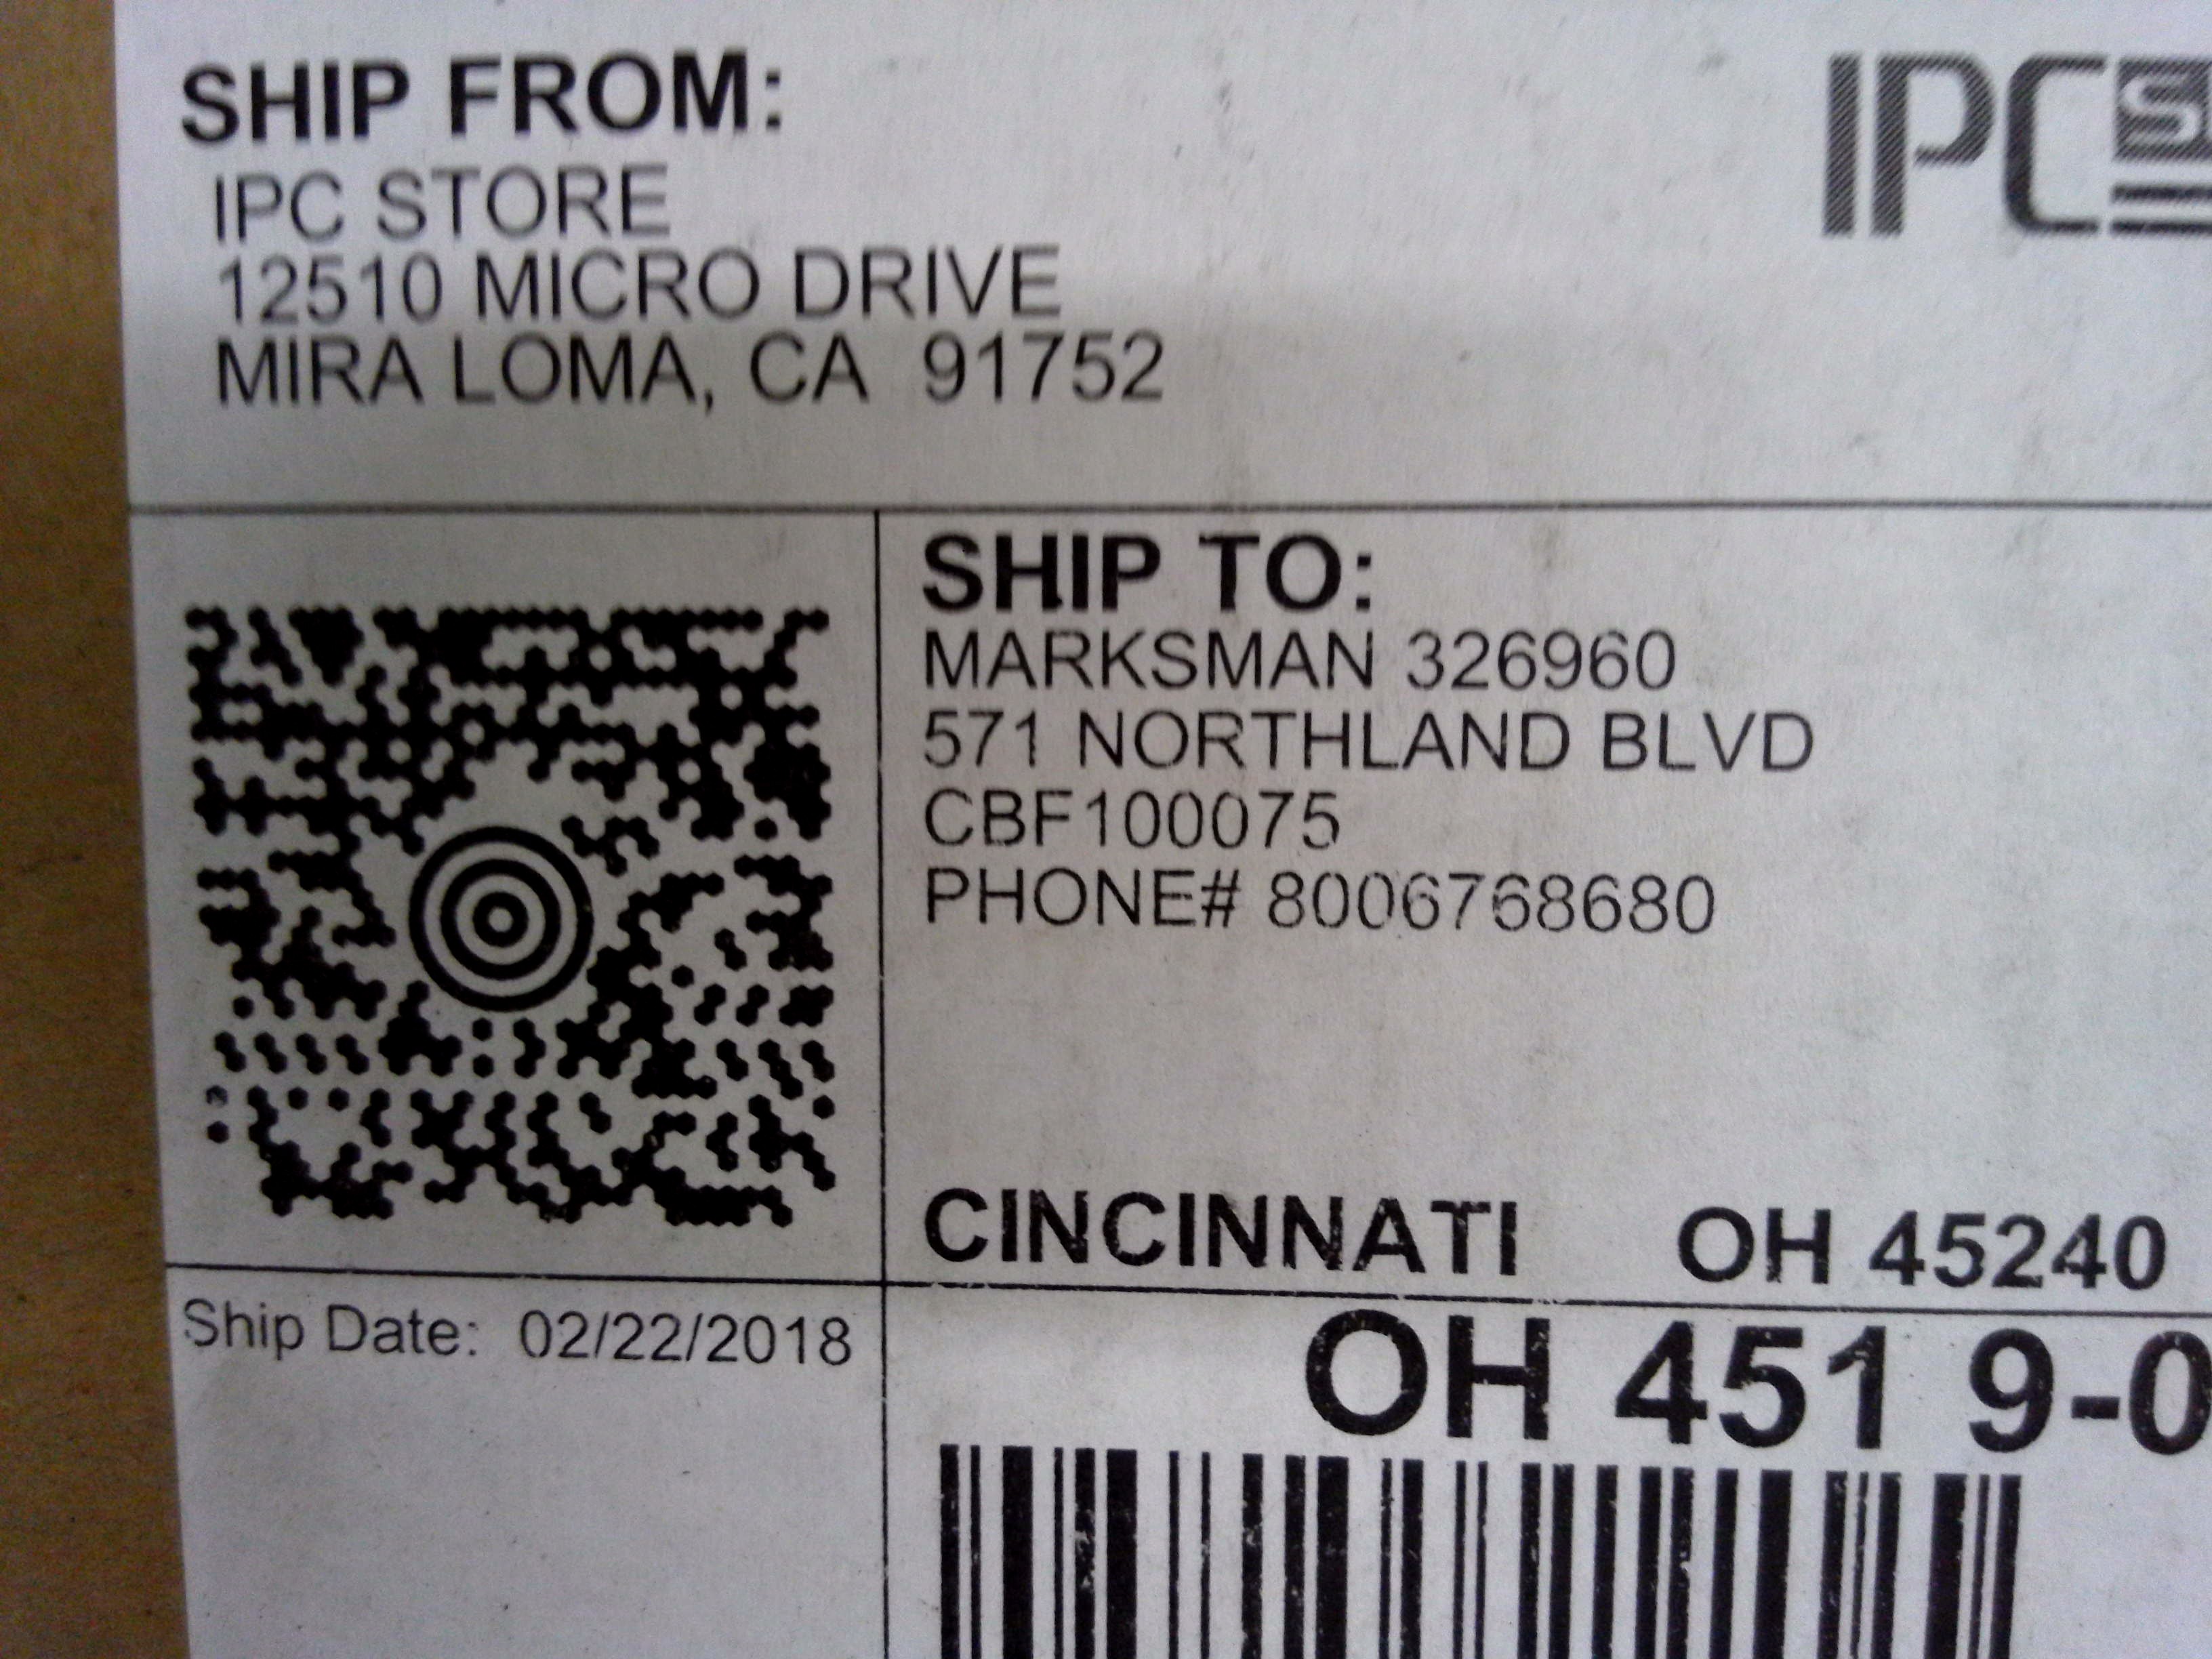 SHIP FROM:
IPC
IPC STORE
12510 MICRO DRIVE
MIRA LOMA, CA 91752
SHIP TO:
MARKSMAN 326960
571 NORTHLAND BLVD
CBF100075
PHONE# 8006768680
CINCINNATI OH 45240
Ship Date: 02/22/2018
OH 451 9-0